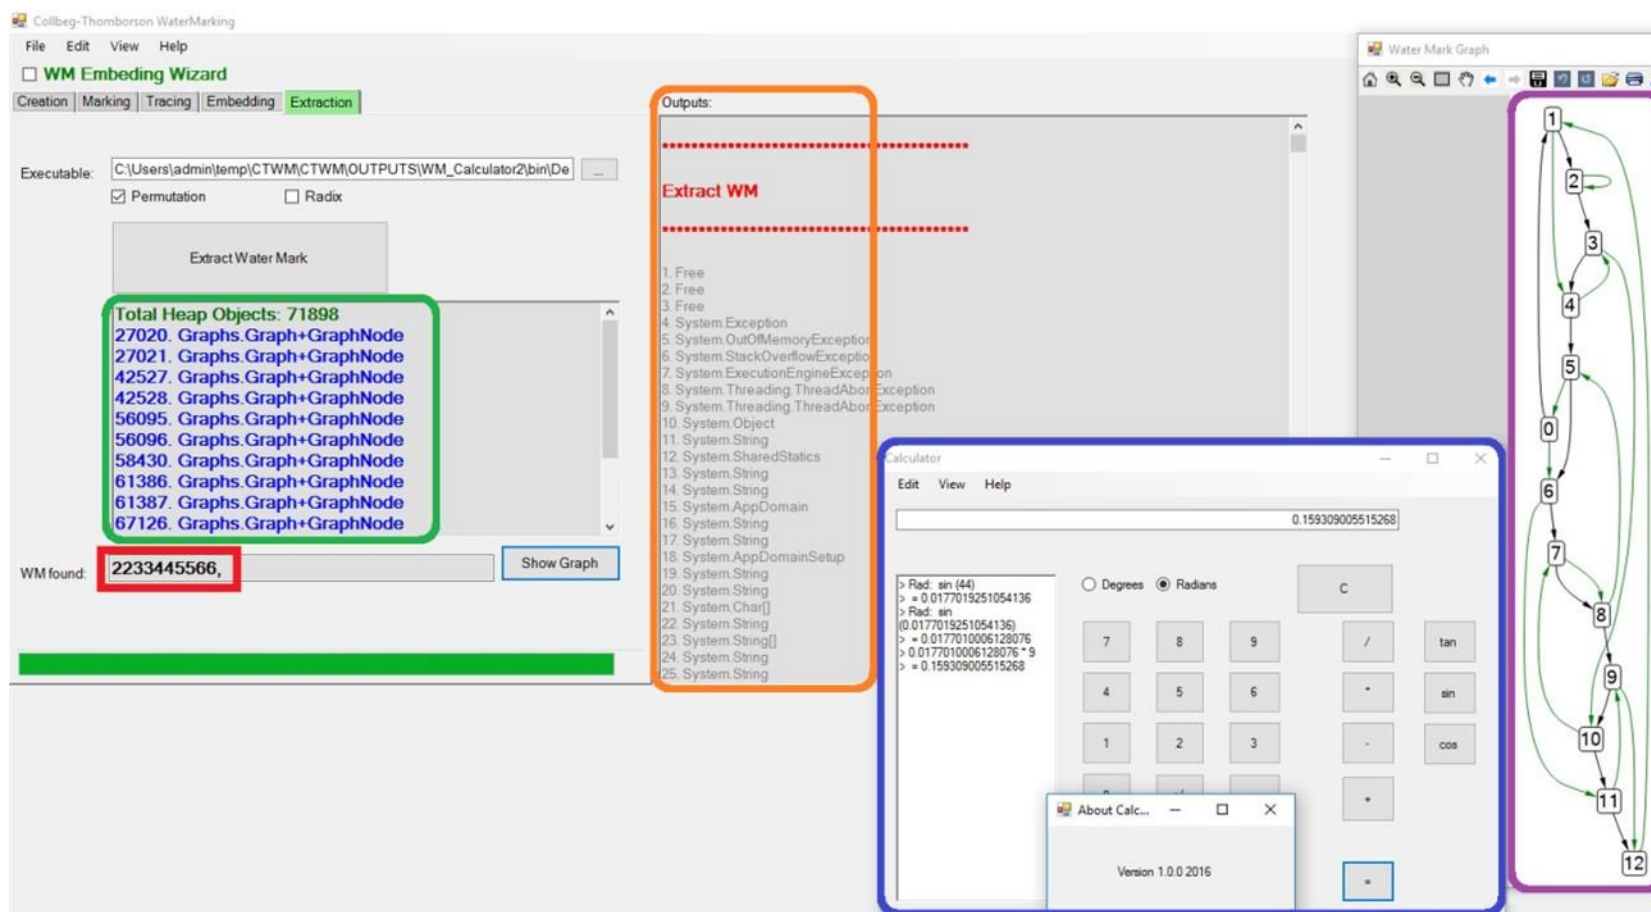 Collbeg-Thomborson WaterMarking
File Edit View Help
WM Embeding Wizard
Creation Marking Tracing Embedding Extraction
Executable: C:\Users\admin\temp\CTWM\CTWM\OUTPUTS\WM_Calculator2\bin\De ...
Permutation Radix
Extract Water Mark
Total Heap Objects: 71898
27020. Graphs.Graph+GraphNode
27021. Graphs.Graph+GraphNode
42527. Graphs.Graph+GraphNode
42528. Graphs.Graph+GraphNode
56095. Graphs.Graph+GraphNode
56096. Graphs.Graph+GraphNode
58430. Graphs.Graph+GraphNode
61386. Graphs.Graph+GraphNode
61387. Graphs.Graph+GraphNode
67126. Graphs.Graph+GraphNode
WM found: 2233445566, Show Graph
Outputs:
******************************************
Extract WM
******************************************
1. Free
2. Free
3. Free
4. System.Exception
5. System.OutOfMemoryException
6. System.StackOverflowExceptio
7. System.ExecutionEngineException
8. System.Threading.ThreadAbortException
9. System.Threading.ThreadAbortException
10. System.Object
11. System.String
12. System.SharedStatics
13. System.String
14. System.String
15. System.AppDomain
16. System.String
17. System.String
18. System.AppDomainSetup
19. System.String
20. System.String
21. System.Char[]
22. System.String
23. System.String[]
24. System.String
25. System.String
Calculator
Edit View Help
0.159309005515268
> Rad: sin (44)
> = 0.0177019251054136
> Rad: sin
(0.0177019251054136)
> = 0.0177010006128076
> 0.0177010006128076 * 9
> = 0.159309005515268
Degrees Radians C
7 8 9 / tan
4 5 6 * sin
1 2 3 - cos
+
=
About Calc...
Version 1.0.0 2016
Water Mark Graph
1
2
3
4
5
0
6
7
8
9
10
11
12